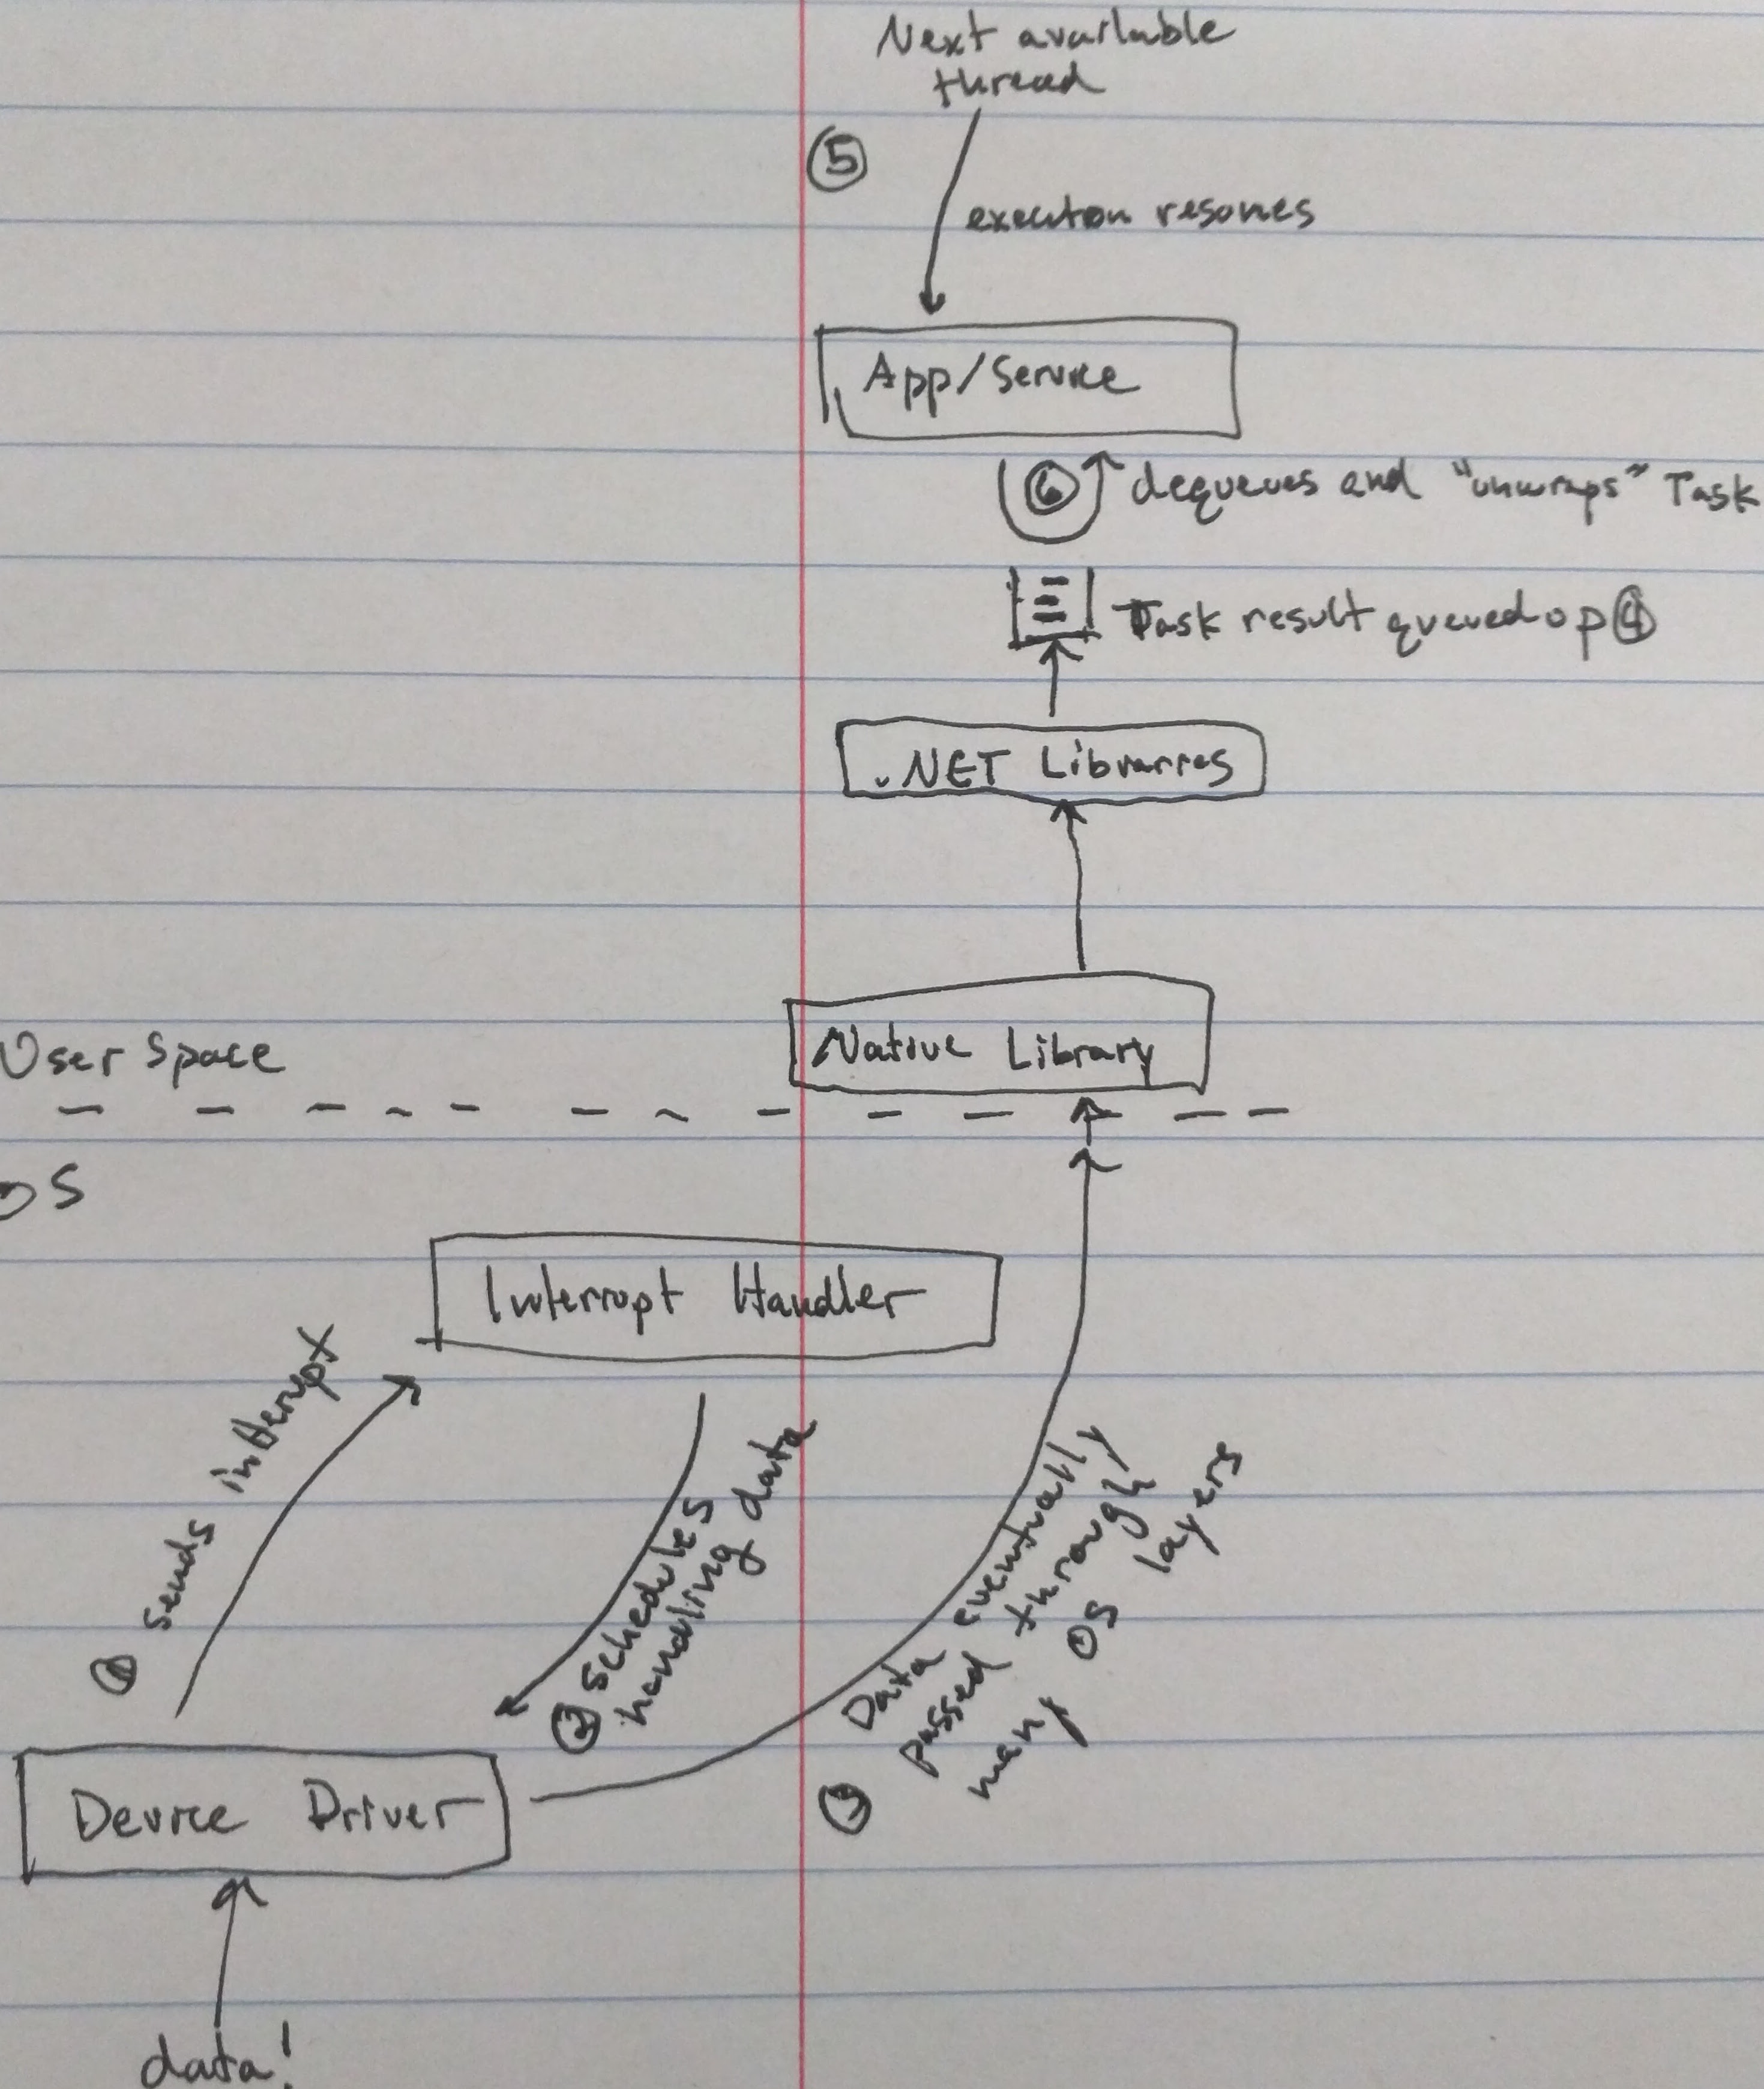 Next available
thread
5
execution resumes
App/Service
6 dequeues and "unwraps" Task
Task result queued up 4
.NET Libraries
Native Library
User Space
OS
Interrupt Handler
1 sends interrupt
2 schedules
handling data
3 Data eventually
passed through
many OS layers
Device Driver
data!